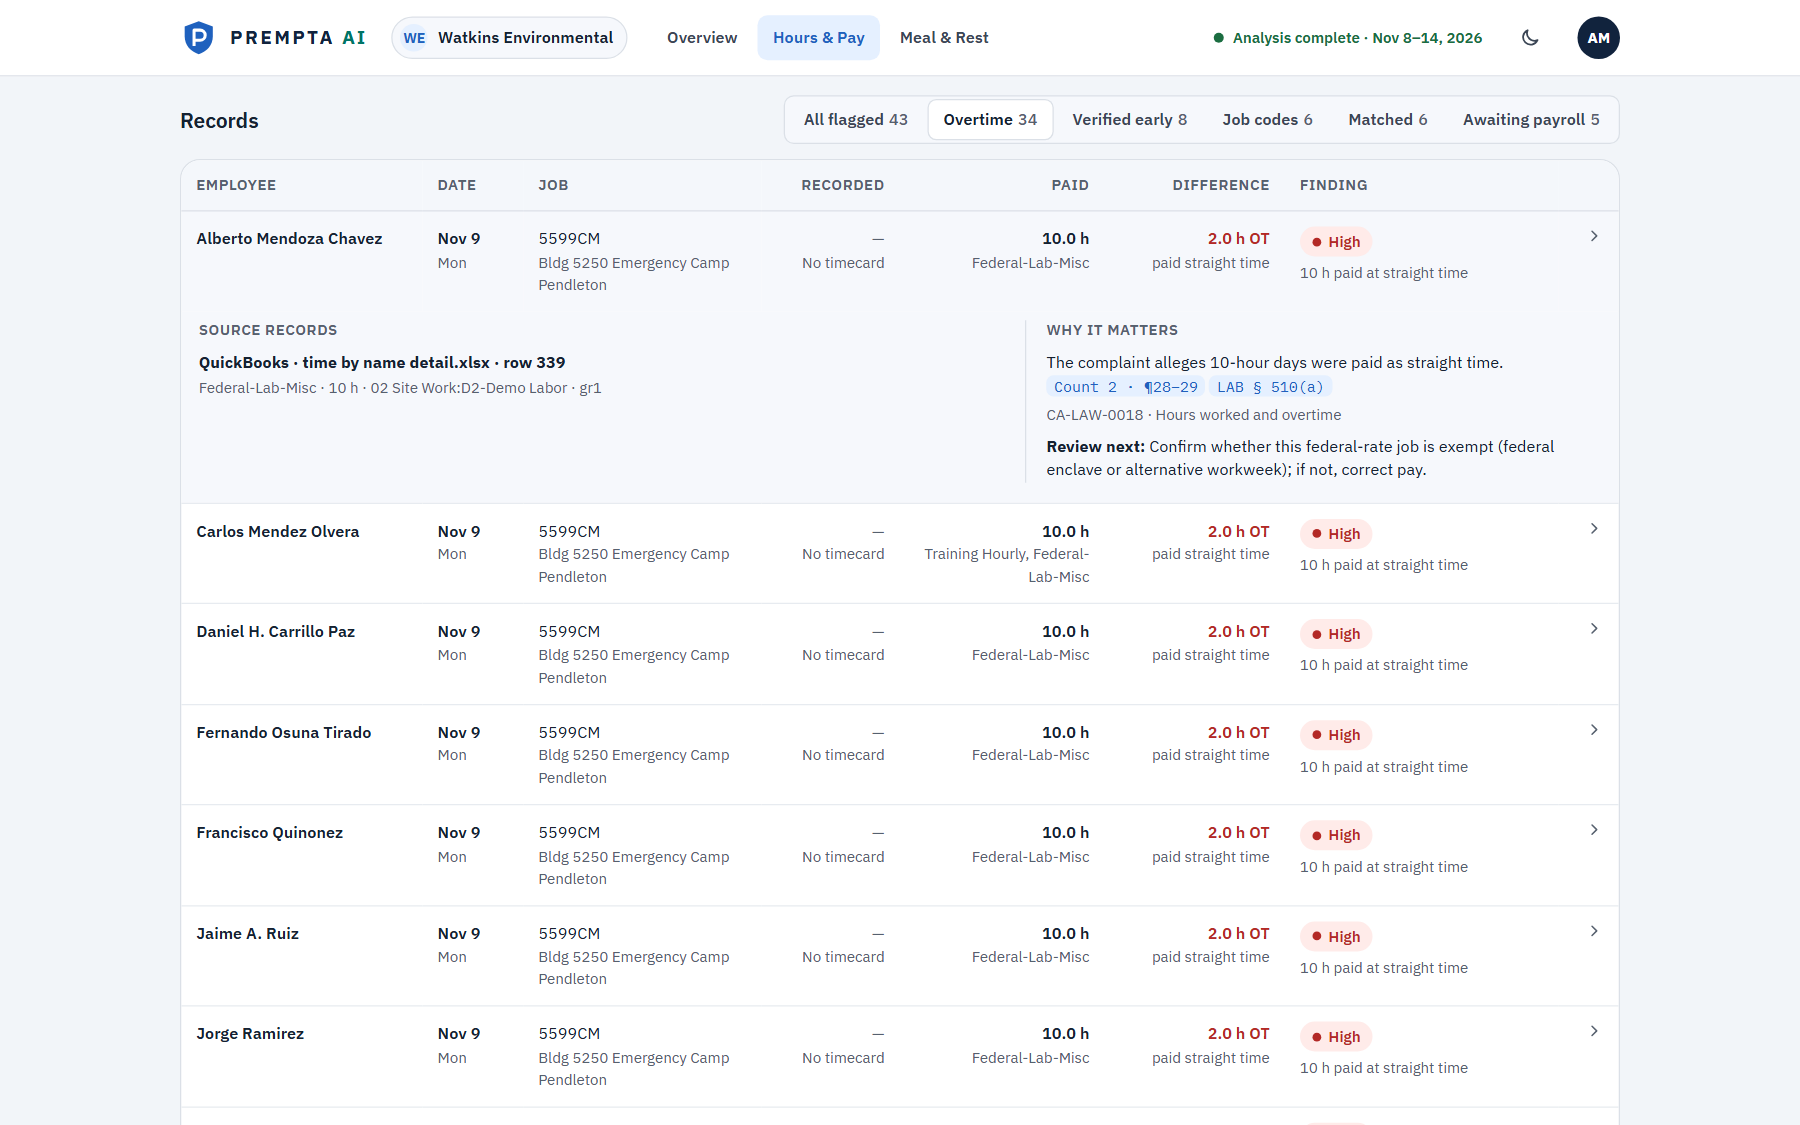 PREMPTA AI
WE Watkins Environmental
Overview
Hours & Pay
Meal & Rest
Analysis complete · Nov 8–14, 2026
AM
Records
All flagged 43
Overtime 34
Verified early 8
Job codes 6
Matched 6
Awaiting payroll 5
EMPLOYEE DATE JOB RECORDED PAID DIFFERENCE FINDING
Alberto Mendoza Chavez Nov 9 5599CM — 10.0 h 2.0 h OT High
Mon Bldg 5250 Emergency Camp No timecard Federal-Lab-Misc paid straight time 10 h paid at straight time
Pendleton
SOURCE RECORDS
QuickBooks · time by name detail.xlsx · row 339
Federal-Lab-Misc · 10 h · 02 Site Work:D2-Demo Labor · gr1
WHY IT MATTERS
The complaint alleges 10-hour days were paid as straight time.
Count 2 · ¶28–29 LAB § 510(a)
CA-LAW-0018 · Hours worked and overtime
Review next: Confirm whether this federal-rate job is exempt (federal
enclave or alternative workweek); if not, correct pay.
Carlos Mendez Olvera Nov 9 5599CM — 10.0 h 2.0 h OT High
Mon Bldg 5250 Emergency Camp No timecard Training Hourly, Federal- paid straight time 10 h paid at straight time
Pendleton Lab-Misc
Daniel H. Carrillo Paz Nov 9 5599CM — 10.0 h 2.0 h OT High
Mon Bldg 5250 Emergency Camp No timecard Federal-Lab-Misc paid straight time 10 h paid at straight time
Pendleton
Fernando Osuna Tirado Nov 9 5599CM — 10.0 h 2.0 h OT High
Mon Bldg 5250 Emergency Camp No timecard Federal-Lab-Misc paid straight time 10 h paid at straight time
Pendleton
Francisco Quinonez Nov 9 5599CM — 10.0 h 2.0 h OT High
Mon Bldg 5250 Emergency Camp No timecard Federal-Lab-Misc paid straight time 10 h paid at straight time
Pendleton
Jaime A. Ruiz Nov 9 5599CM — 10.0 h 2.0 h OT High
Mon Bldg 5250 Emergency Camp No timecard Federal-Lab-Misc paid straight time 10 h paid at straight time
Pendleton
Jorge Ramirez Nov 9 5599CM — 10.0 h 2.0 h OT High
Mon Bldg 5250 Emergency Camp No timecard Federal-Lab-Misc paid straight time 10 h paid at straight time
Pendleton